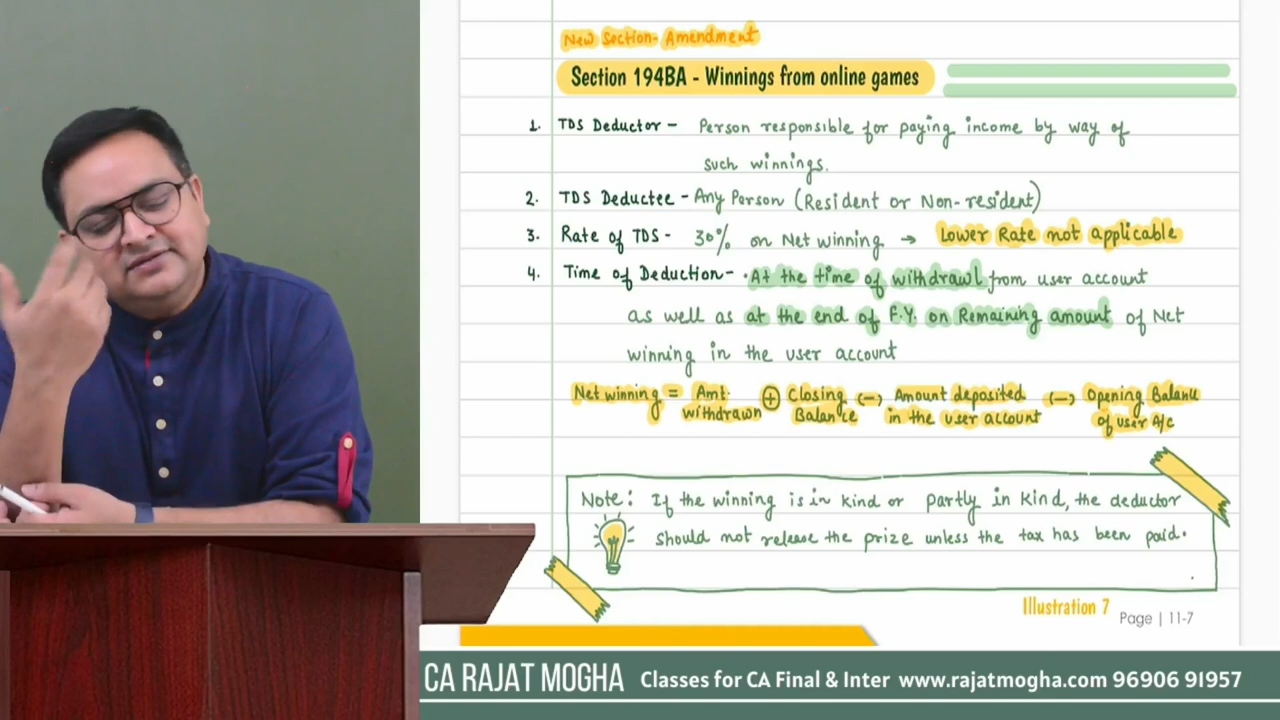 New Section- Amendment
Section 194BA - Winnings from online games
1. TDS Deductor - Person responsible for paying income by way of
such winnings.
2. TDS Deductee - Any Person (Resident or Non-resident)
3. Rate of TDS - 30% on Net winning → Lower Rate not applicable
4. Time of Deduction - • At the time of withdrawl from user account
as well as at the end of F.Y. on Remaining amount of Net
winning in the user account
Net winning = Amt. withdrawn ⊕ Closing Balance (-) Amount deposited in the user account (-) Opening Balance of user A/c
Note: If the winning is in kind or partly in kind, the deductor
should not release the prize unless the tax has been paid.
Illustration 7
Page | 11-7
CA RAJAT MOGHA Classes for CA Final & Inter www.rajatmogha.com 96906 91957